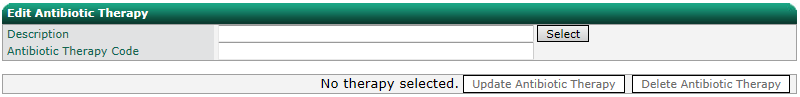 Edit Antibiotic Therapy
Description Select
Antibiotic Therapy Code
No therapy selected. Update Antibiotic Therapy Delete Antibiotic Therapy